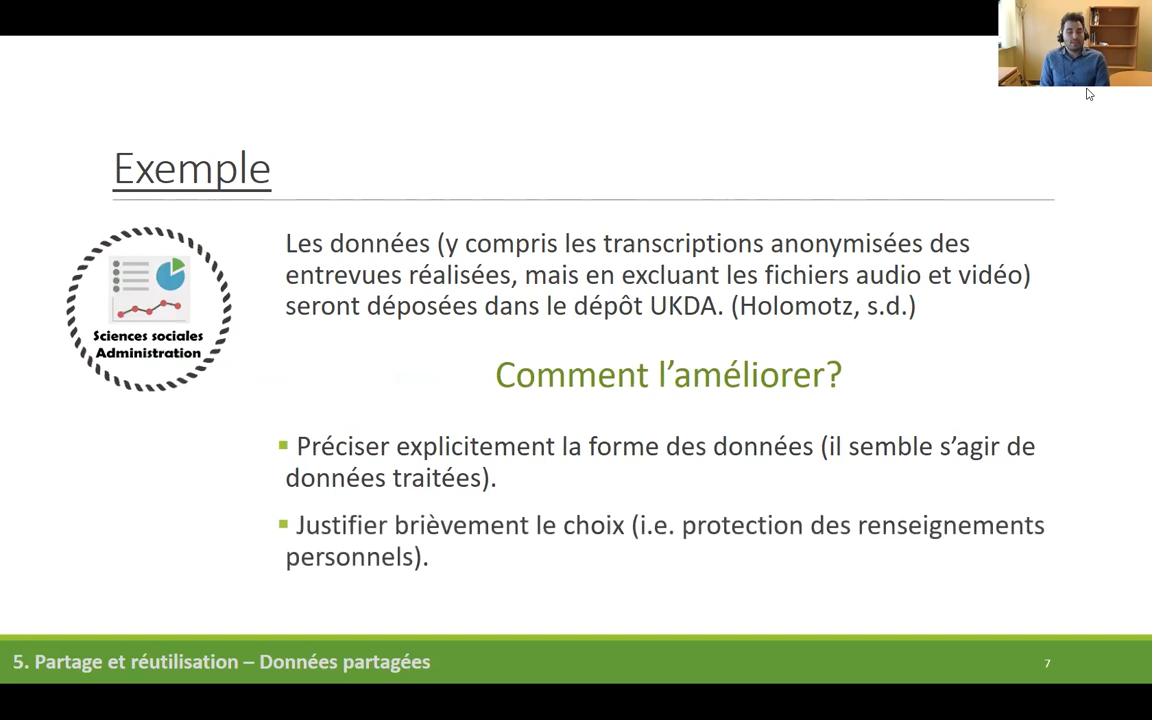 Exemple
Les données (y compris les transcriptions anonymisées des
entrevues réalisées, mais en excluant les fichiers audio et vidéo)
seront déposées dans le dépôt UKDA. (Holomotz, s.d.)
Sciences sociales
Administration
Comment l’améliorer?
Préciser explicitement la forme des données (il semble s’agir de
données traitées).
Justifier brièvement le choix (i.e. protection des renseignements
personnels).
5. Partage et réutilisation – Données partagées
7